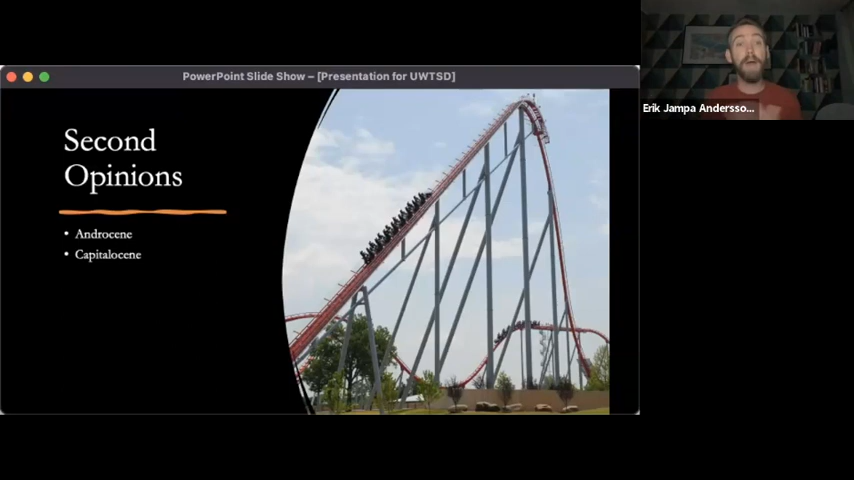 PowerPoint Slide Show – [Presentation for UWTSD]
Erik Jampa Andersso...
Second
Opinions
• Androcene
• Capitalocene